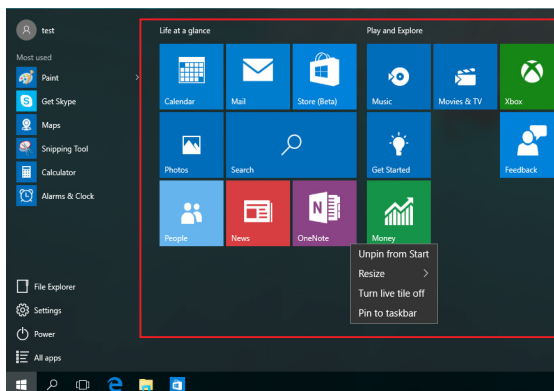 test
Most used
Paint
Get Skype
Maps
Snipping Tool
Calculator
Alarms & Clock
File Explorer
Settings
Power
All apps
Life at a glance
Calendar
Mail
Store (Beta)
Photos
Search
People
News
OneNote
Play and Explore
Music
Movies & TV
Xbox
Get Started
Feedback
Money
Unpin from Start
Resize
Turn live tile off
Pin to taskbar